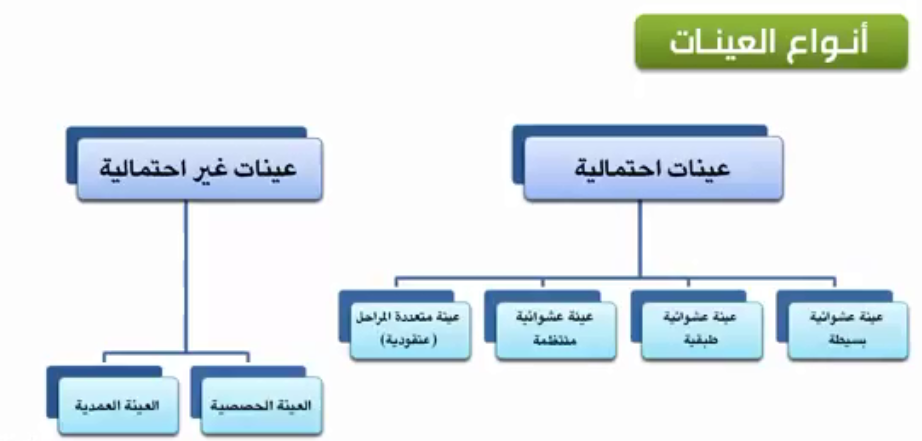 أنواع العينات
عينات احتمالية
عينة عشوائية
بسيطة
عينة عشوائية
طبقية
عينة عشوائية
منتظمة
عينة متعددة المراحل
(عنقودية)
عينات غير احتمالية
العينة الحصصية
العينة العمدية